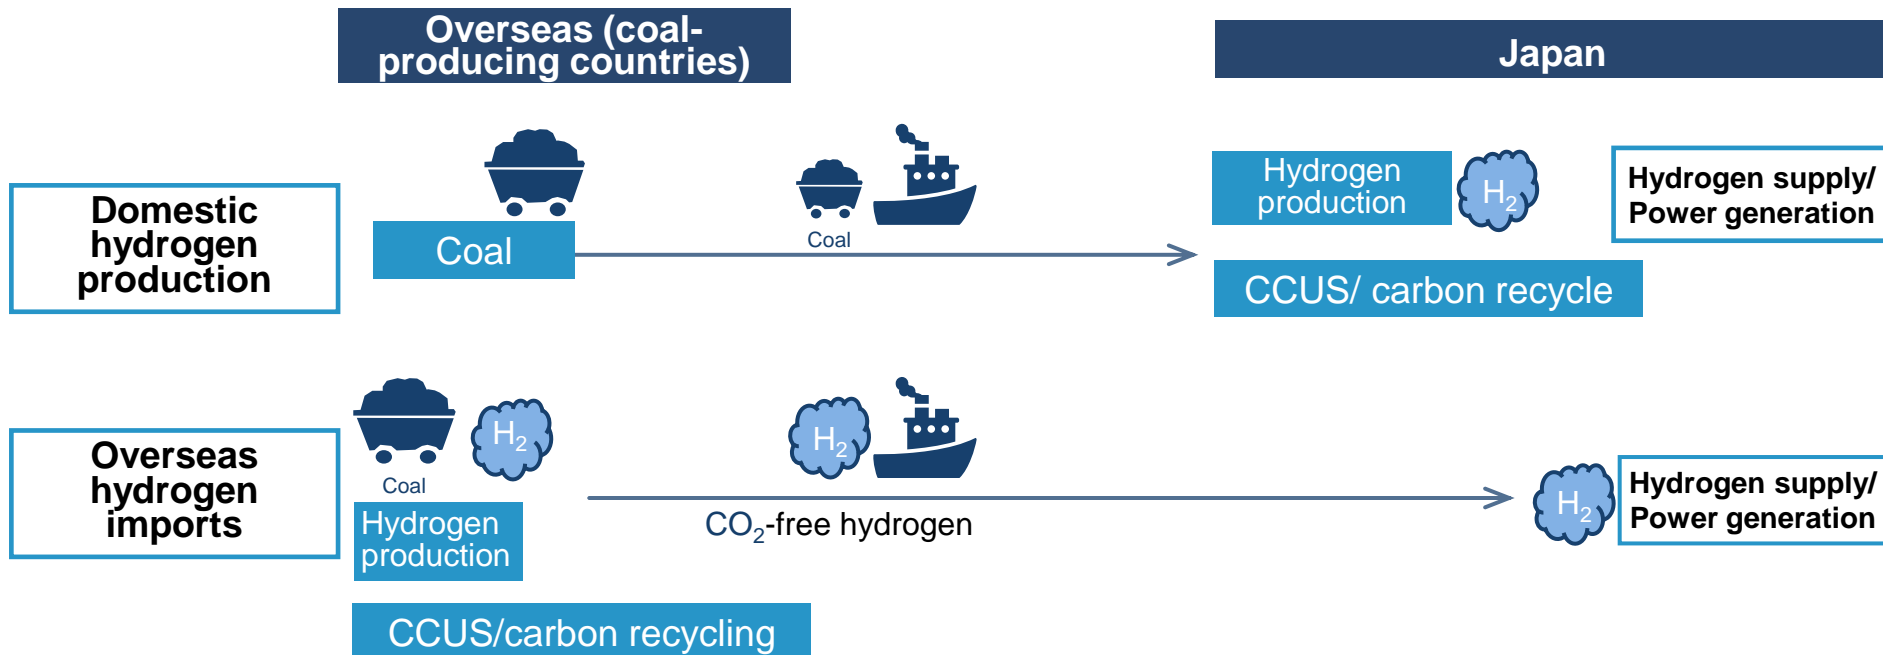 Overseas (coal-
producing countries)
Japan
Domestic
hydrogen
production
Coal
Coal
Hydrogen
production
H₂
Hydrogen supply/
Power generation
CCUS/ carbon recycle
Overseas
hydrogen
imports
Coal
H₂
Hydrogen
production
H₂
CO₂-free hydrogen
H₂
Hydrogen supply/
Power generation
CCUS/carbon recycling